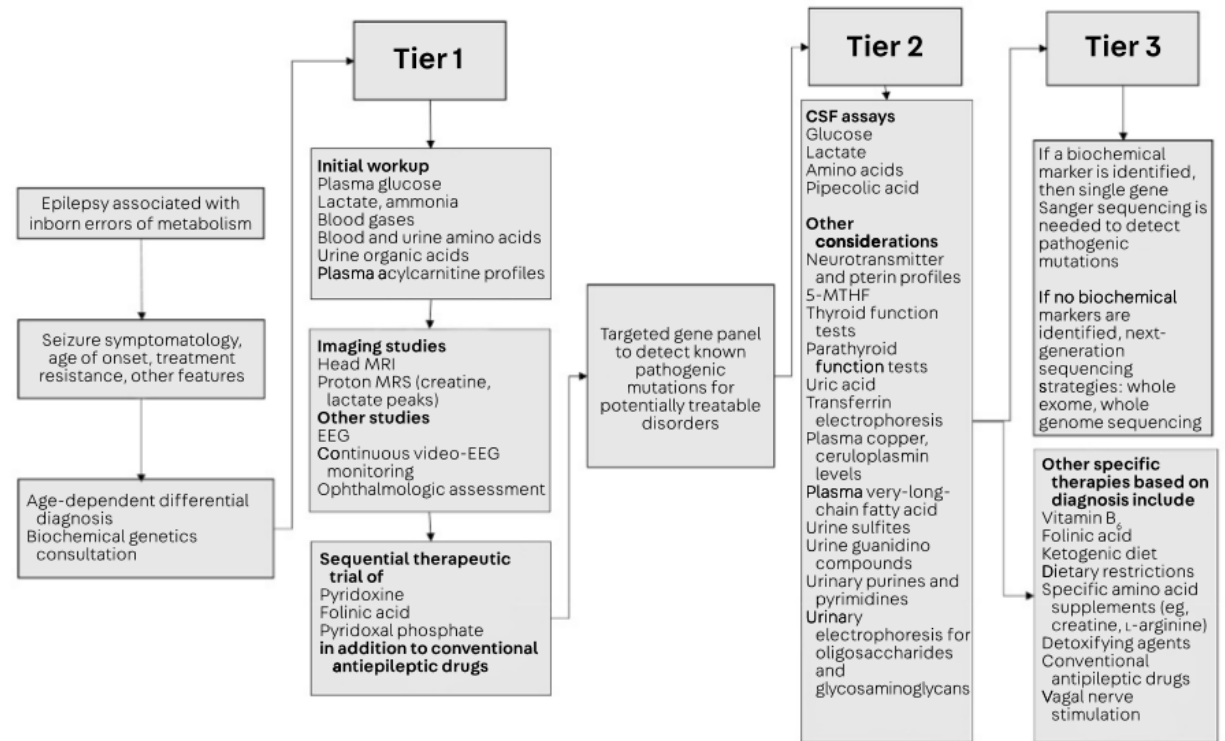 Epilepsy associated with
inborn errors of metabolism
Seizure symptomatology,
age of onset, treatment
resistance, other features
Age-dependent differential
diagnosis
Biochemical genetics
consultation
Tier 1
Initial workup
Plasma glucose
Lactate, ammonia
Blood gases
Blood and urine amino acids
Urine organic acids
Plasma acylcarnitine profiles
Imaging studies
Head MRI
Proton MRS (creatine,
lactate peaks)
Other studies
EEG
Continuous video-EEG
monitoring
Ophthalmologic assessment
Sequential therapeutic
trial of
Pyridoxine
Folinic acid
Pyridoxal phosphate
in addition to conventional
antiepileptic drugs
Targeted gene panel
to detect known
pathogenic
mutations for
potentially treatable
disorders
Tier 2
CSF assays
Glucose
Lactate
Amino acids
Pipecolic acid
Other
considerations
Neurotransmitter
and pterin profiles
5-MTHF
Thyroid function
tests
Parathyroid
function tests
Uric acid
Transferrin
electrophoresis
Plasma copper,
ceruloplasmin
levels
Plasma very-long-
chain fatty acid
Urine sulfites
Urine guanidino
compounds
Urinary purines and
pyrimidines
Urinary
electrophoresis for
oligosaccharides
and
glycosaminoglycans
Tier 3
If a biochemical
marker is identified,
then single gene
Sanger sequencing is
needed to detect
pathogenic
mutations
If no biochemical
markers are
identified, next-
generation
sequencing
strategies: whole
exome, whole
genome sequencing
Other specific
therapies based on
diagnosis include
Vitamin B₆
Folinic acid
Ketogenic diet
Dietary restrictions
Specific amino acid
supplements (eg,
creatine, L-arginine)
Detoxifying agents
Conventional
antipileptic drugs
Vagal nerve
stimulation